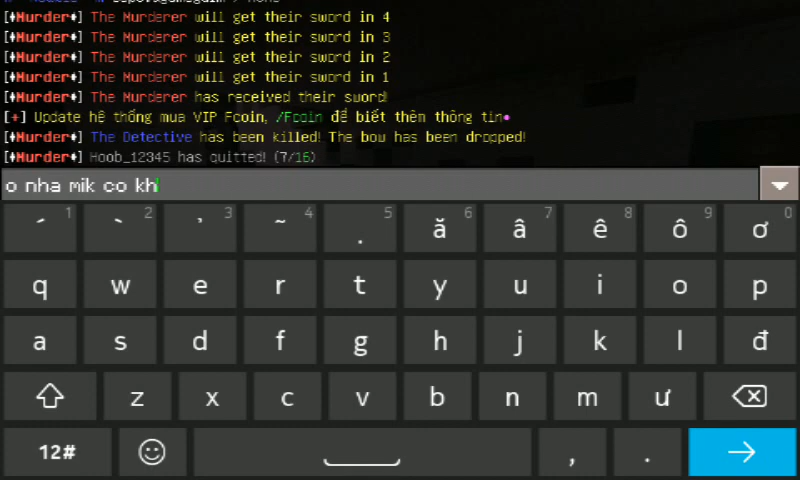 [♦Murder♦] The Murderer will get their sword in 4
[♦Murder♦] The Murderer will get their sword in 3
[♦Murder♦] The Murderer will get their sword in 2
[♦Murder♦] The Murderer will get their sword in 1
[♦Murder♦] The Murderer has received their sword!
[+] Update hệ thống mua VIP Fcoin, /Fcoin để biết thêm thông tin•
[♦Murder♦] The Detective has been killed! The bow has been dropped!
[♦Murder♦] Hoob_12345 has quitted! (7/16)
o nha mik co kh
´ 1 ` 2 ̉ 3 ~ 4 . 5 ă 6 â 7 ê 8 ô 9 ơ 0
q w e r t y u i o p
a s d f g h j k l đ
z x c v b n m ư
12# , .